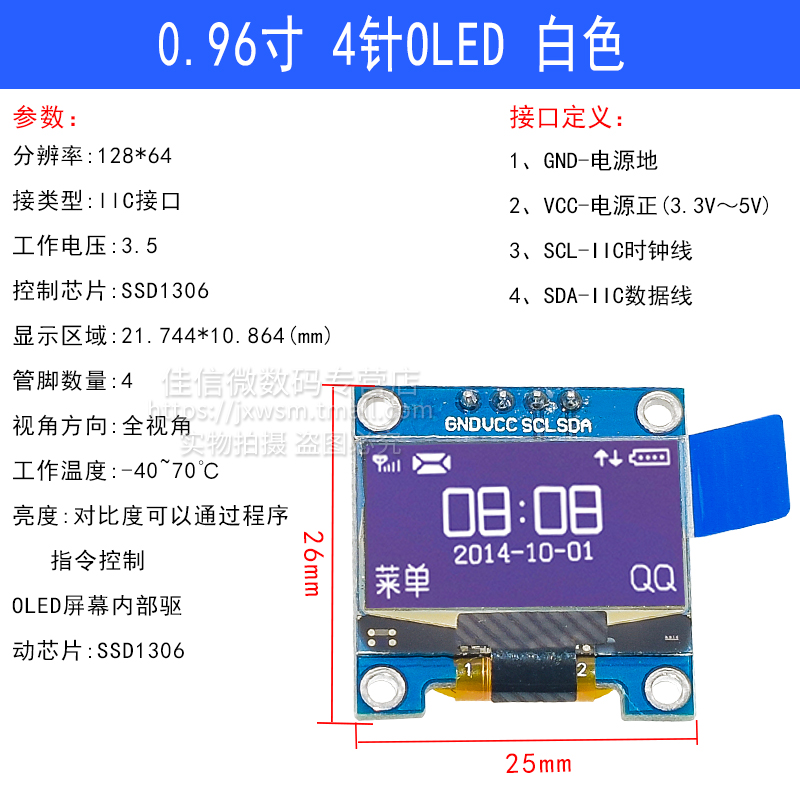 0.96寸 4针OLED 白色
参数：
分辨率:128*64
接类型:IIC接口
工作电压:3.5
控制芯片:SSD1306
显示区域:21.744*10.864(mm)
管脚数量:4
视角方向:全视角
工作温度:-40~70℃
亮度:对比度可以通过程序
指令控制
OLED屏幕内部驱
动芯片:SSD1306
接口定义：
1、GND-电源地
2、VCC-电源正(3.3V～5V)
3、SCL-IIC时钟线
4、SDA-IIC数据线
佳信微数码专营店
https://jxwsm.tmall.com
实物拍摄 盗图必究
GND VCC SCL SDA
08:08
2014-10-01
菜单 QQ
1 2
26mm
25mm